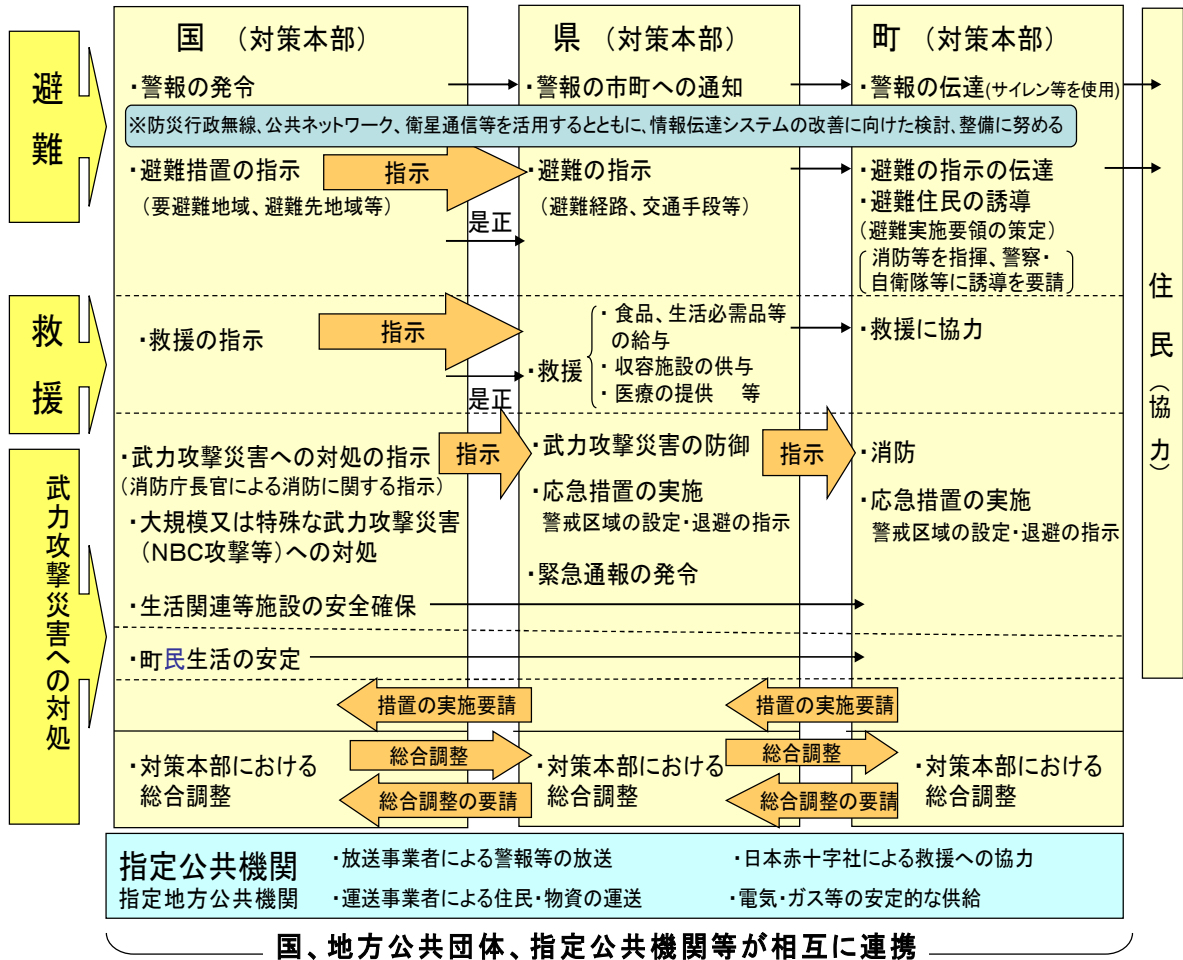 国 （対策本部）
県 （対策本部）
町 （対策本部）
避難
・警報の発令
・警報の市町への通知
・警報の伝達(サイレン等を使用)
※防災行政無線、公共ネットワーク、衛星通信等を活用するとともに、情報伝達システムの改善に向けた検討、整備に努める
・避難措置の指示
（要避難地域、避難先地域等）
指示
是正
・避難の指示
（避難経路、交通手段等）
・避難の指示の伝達
・避難住民の誘導
（避難実施要領の策定）
消防等を指揮、警察・
自衛隊等に誘導を要請
住民（協力）
救援
・救援の指示
指示
是正
・救援
・ 食品、生活必需品等
の給与
・ 収容施設の供与
・ 医療の提供 等
・救援に協力
武力攻撃災害への対処
・武力攻撃災害への対処の指示
（消防庁長官による消防に関する指示）
指示
・武力攻撃災害の防御
指示
・消防
・大規模又は特殊な武力攻撃災害
（NBC攻撃等）への対処
・応急措置の実施
警戒区域の設定・退避の指示
・応急措置の実施
警戒区域の設定・退避の指示
・緊急通報の発令
・生活関連等施設の安全確保
・町民生活の安定
措置の実施要請
措置の実施要請
・対策本部における
総合調整
総合調整
総合調整の要請
・対策本部における
総合調整
総合調整
総合調整の要請
・対策本部における
総合調整
指定公共機関
指定地方公共機関
・放送事業者による警報等の放送
・日本赤十字社による救援への協力
・運送事業者による住民・物資の運送
・電気・ガス等の安定的な供給
国、地方公共団体、指定公共機関等が相互に連携